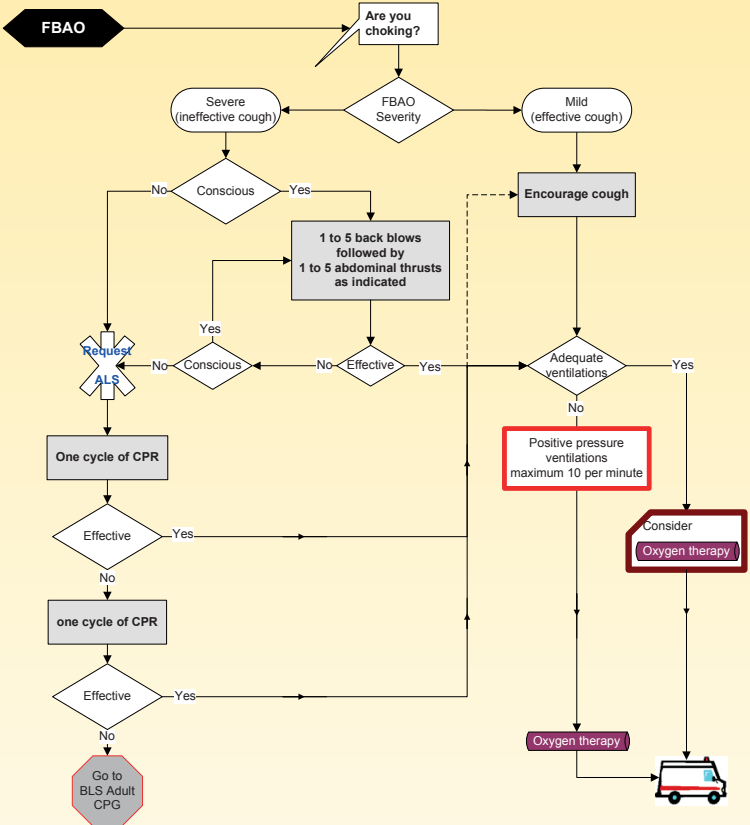 FBAO
Are you
choking?
Severe
(ineffective cough)
FBAO
Severity
Mild
(effective cough)
No
Conscious
Yes
Encourage cough
1 to 5 back blows
followed by
1 to 5 abdominal thrusts
as indicated
Yes
Request
ALS
No
Conscious
No
Effective
Yes
Adequate
ventilations
Yes
No
One cycle of CPR
Positive pressure
ventilations
maximum 10 per minute
Effective
Yes
Consider
Oxygen therapy
No
one cycle of CPR
Effective
Yes
No
Oxygen therapy
Go to
BLS Adult
CPG